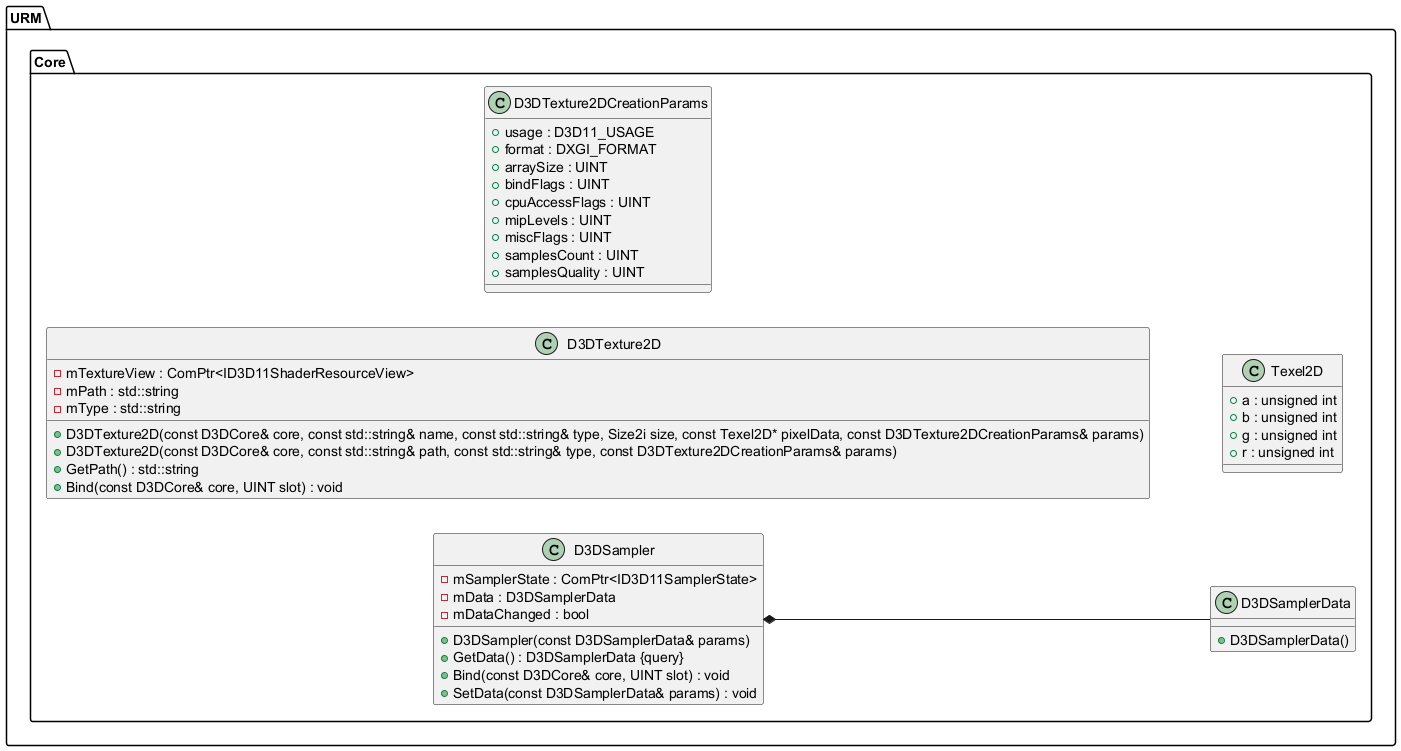 URM
Core
C D3DTexture2DCreationParams
usage : D3D11_USAGE
format : DXGI_FORMAT
arraySize : UINT
bindFlags : UINT
cpuAccessFlags : UINT
mipLevels : UINT
miscFlags : UINT
samplesCount : UINT
samplesQuality : UINT
C D3DTexture2D
mTextureView : ComPtr<ID3D11ShaderResourceView>
mPath : std::string
mType : std::string
D3DTexture2D(const D3DCore& core, const std::string& name, const std::string& type, Size2i size, const Texel2D* pixelData, const D3DTexture2DCreationParams& params)
D3DTexture2D(const D3DCore& core, const std::string& path, const std::string& type, const D3DTexture2DCreationParams& params)
GetPath() : std::string
Bind(const D3DCore& core, UINT slot) : void
C Texel2D
a : unsigned int
b : unsigned int
g : unsigned int
r : unsigned int
C D3DSampler
mSamplerState : ComPtr<ID3D11SamplerState>
mData : D3DSamplerData
mDataChanged : bool
D3DSampler(const D3DSamplerData& params)
GetData() : D3DSamplerData {query}
Bind(const D3DCore& core, UINT slot) : void
SetData(const D3DSamplerData& params) : void
C D3DSamplerData
D3DSamplerData()